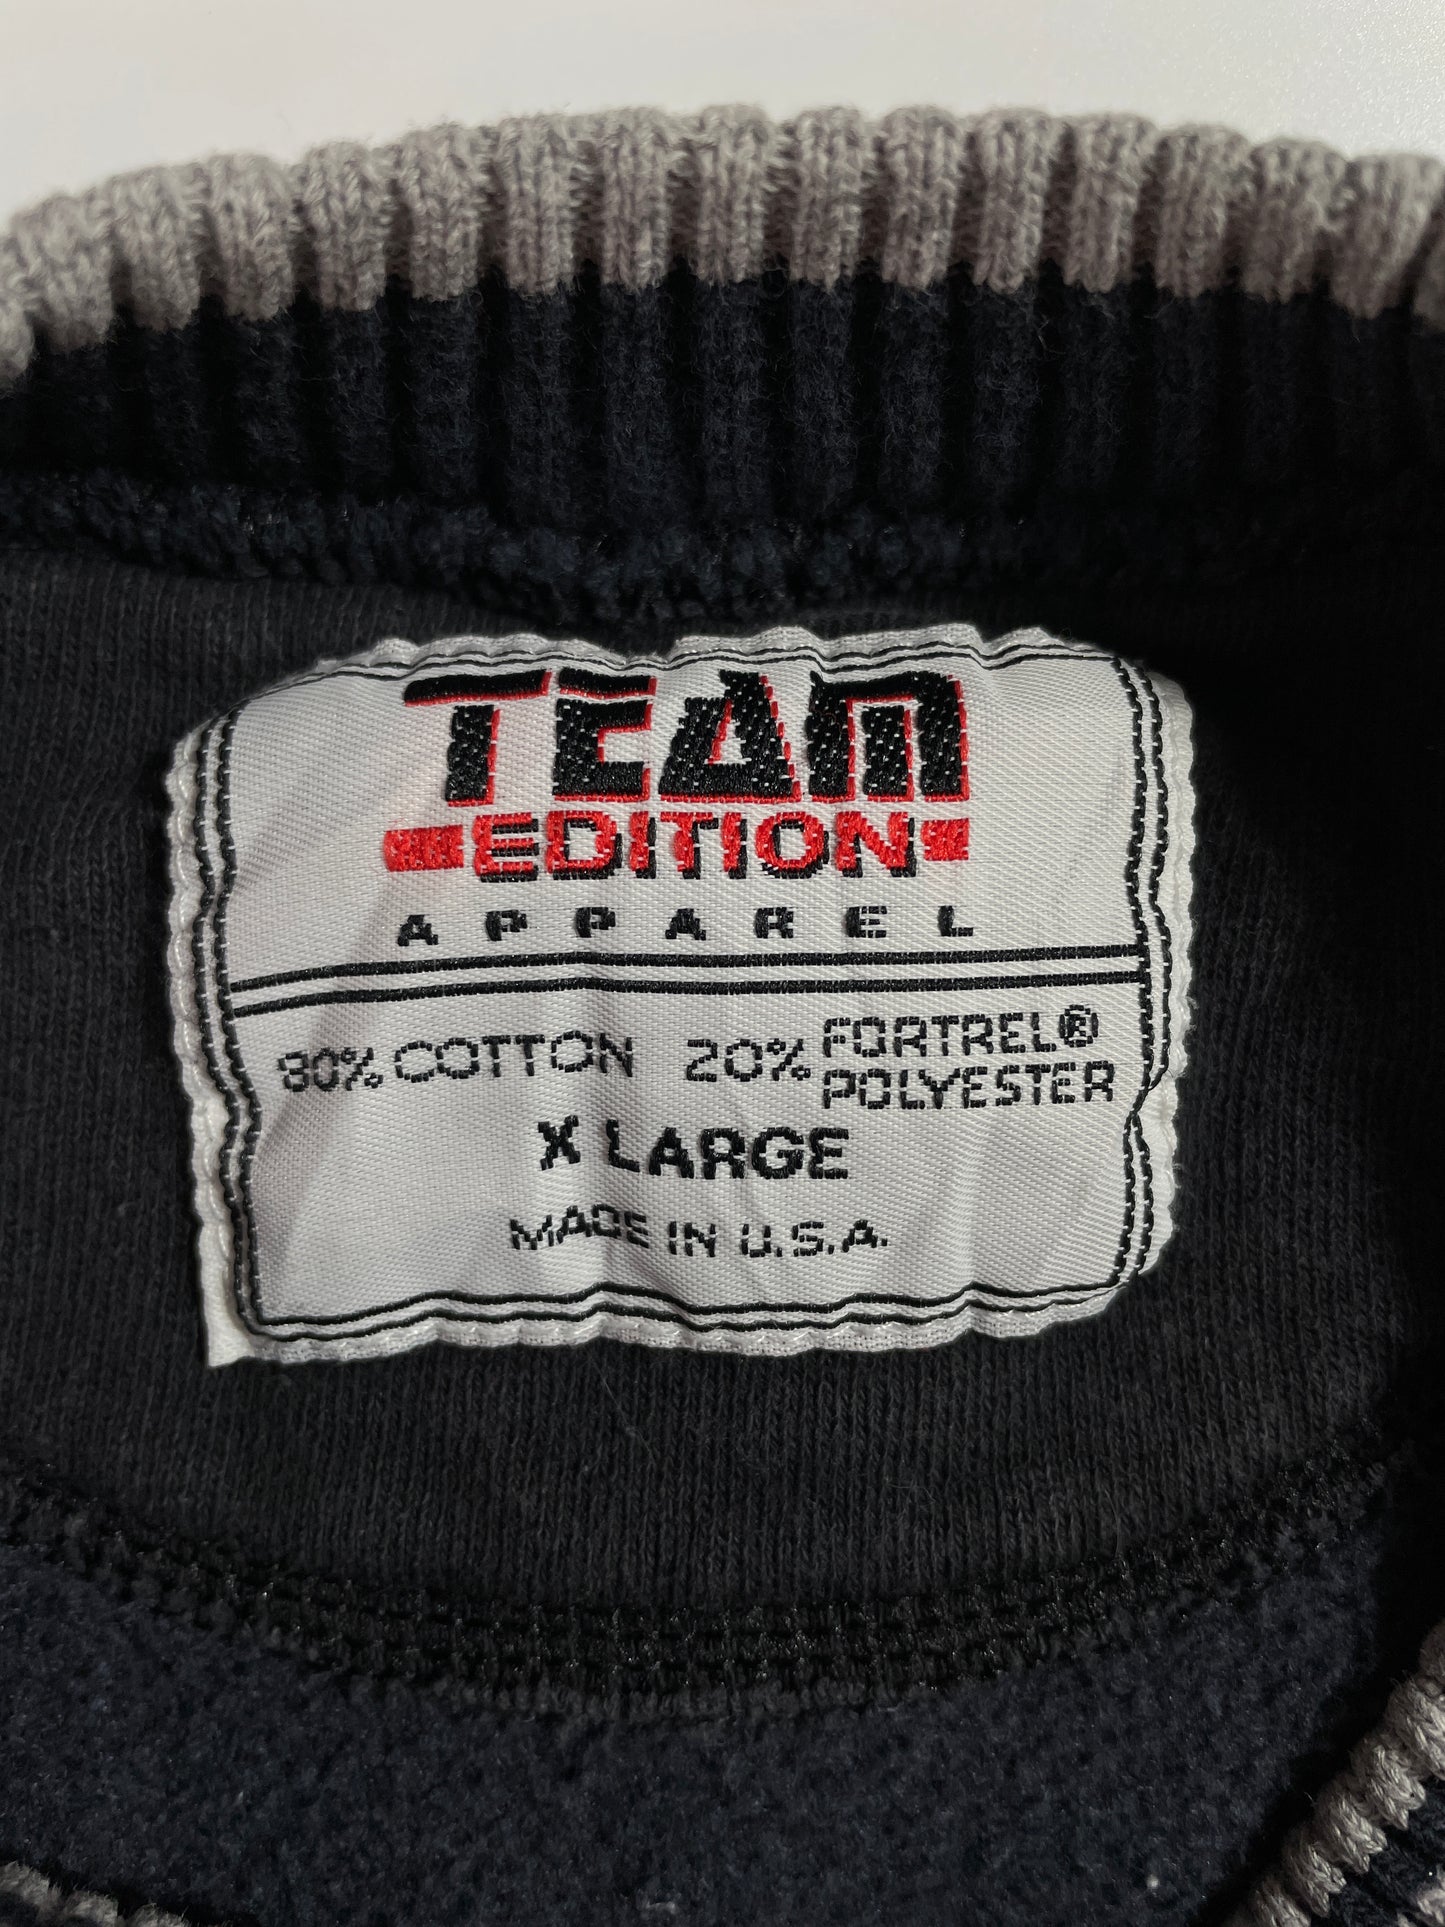 TEAM
EDITION
APPAREL
80% COTTON 20% FORTREL®
POLYESTER
X LARGE
MADE IN U.S.A.